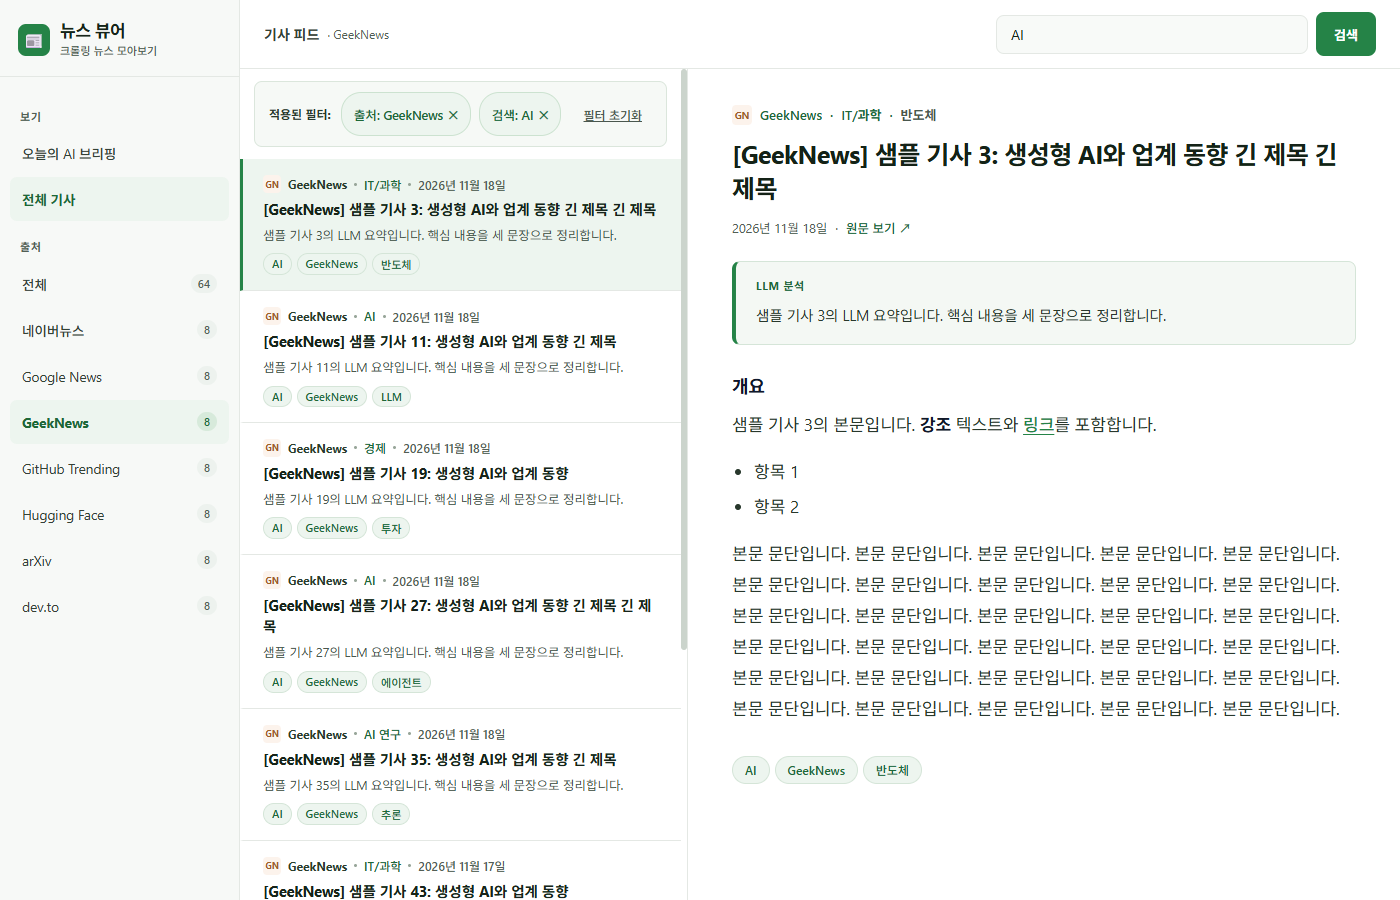 뉴스 뷰어
크롤링 뉴스 모아보기
보기
오늘의 AI 브리핑
전체 기사
출처
전체 64
네이버뉴스 8
Google News 8
GeekNews 8
GitHub Trending 8
Hugging Face 8
arXiv 8
dev.to 8
기사 피드 · GeekNews
AI
검색
적용된 필터: 출처: GeekNews ✕ 검색: AI ✕ 필터 초기화
GN GeekNews • IT/과학 • 2026년 11월 18일
[GeekNews] 샘플 기사 3: 생성형 AI와 업계 동향 긴 제목 긴 제목
샘플 기사 3의 LLM 요약입니다. 핵심 내용을 세 문장으로 정리합니다.
AI GeekNews 반도체
GN GeekNews • AI • 2026년 11월 18일
[GeekNews] 샘플 기사 11: 생성형 AI와 업계 동향 긴 제목
샘플 기사 11의 LLM 요약입니다. 핵심 내용을 세 문장으로 정리합니다.
AI GeekNews LLM
GN GeekNews • 경제 • 2026년 11월 18일
[GeekNews] 샘플 기사 19: 생성형 AI와 업계 동향
샘플 기사 19의 LLM 요약입니다. 핵심 내용을 세 문장으로 정리합니다.
AI GeekNews 투자
GN GeekNews • AI • 2026년 11월 18일
[GeekNews] 샘플 기사 27: 생성형 AI와 업계 동향 긴 제목 긴 제
목
샘플 기사 27의 LLM 요약입니다. 핵심 내용을 세 문장으로 정리합니다.
AI GeekNews 에이전트
GN GeekNews • AI 연구 • 2026년 11월 18일
[GeekNews] 샘플 기사 35: 생성형 AI와 업계 동향 긴 제목
샘플 기사 35의 LLM 요약입니다. 핵심 내용을 세 문장으로 정리합니다.
AI GeekNews 추론
GN GeekNews • IT/과학 • 2026년 11월 17일
[GeekNews] 샘플 기사 43: 생성형 AI와 업계 동향
GN GeekNews · IT/과학 · 반도체
[GeekNews] 샘플 기사 3: 생성형 AI와 업계 동향 긴 제목 긴
제목
2026년 11월 18일 · 원문 보기 ↗
LLM 분석
샘플 기사 3의 LLM 요약입니다. 핵심 내용을 세 문장으로 정리합니다.
개요
샘플 기사 3의 본문입니다. 강조 텍스트와 링크를 포함합니다.
• 항목 1
• 항목 2
본문 문단입니다. 본문 문단입니다. 본문 문단입니다. 본문 문단입니다. 본문 문단입니다.
본문 문단입니다. 본문 문단입니다. 본문 문단입니다. 본문 문단입니다. 본문 문단입니다.
본문 문단입니다. 본문 문단입니다. 본문 문단입니다. 본문 문단입니다. 본문 문단입니다.
본문 문단입니다. 본문 문단입니다. 본문 문단입니다. 본문 문단입니다. 본문 문단입니다.
본문 문단입니다. 본문 문단입니다. 본문 문단입니다. 본문 문단입니다. 본문 문단입니다.
본문 문단입니다. 본문 문단입니다. 본문 문단입니다. 본문 문단입니다. 본문 문단입니다.
AI GeekNews 반도체